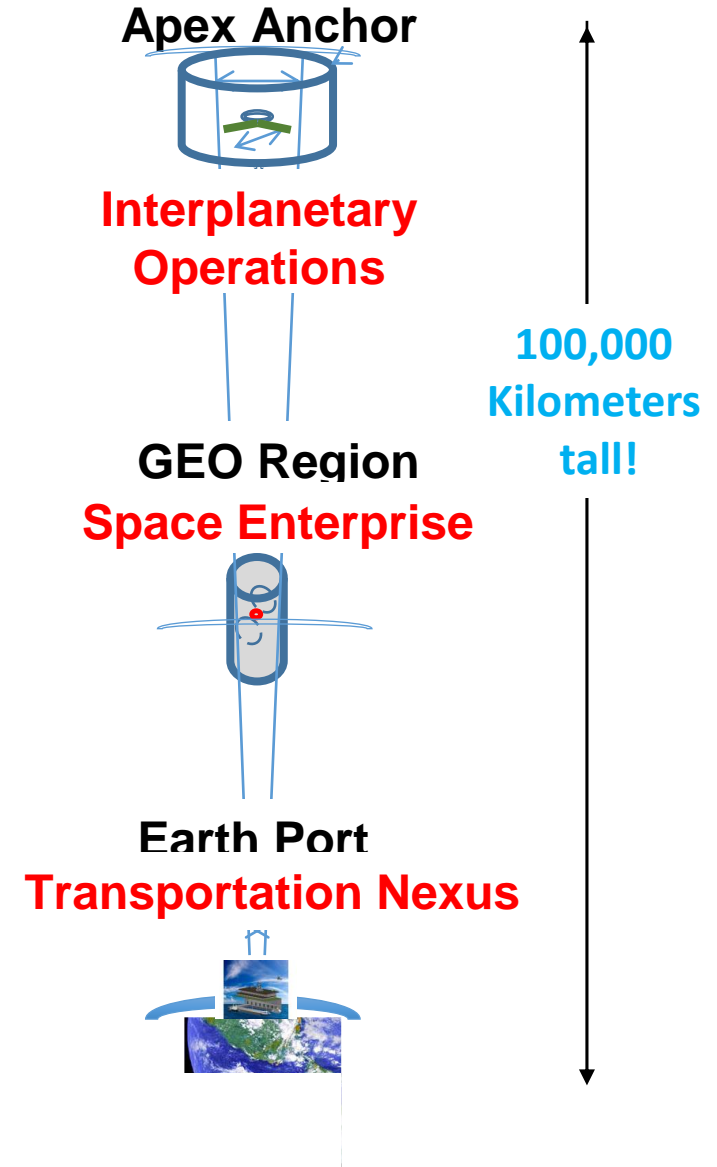 Apex Anchor
Interplanetary
Operations
100,000
Kilometers
tall!
GEO Region
Space Enterprise
Earth Port
Transportation Nexus